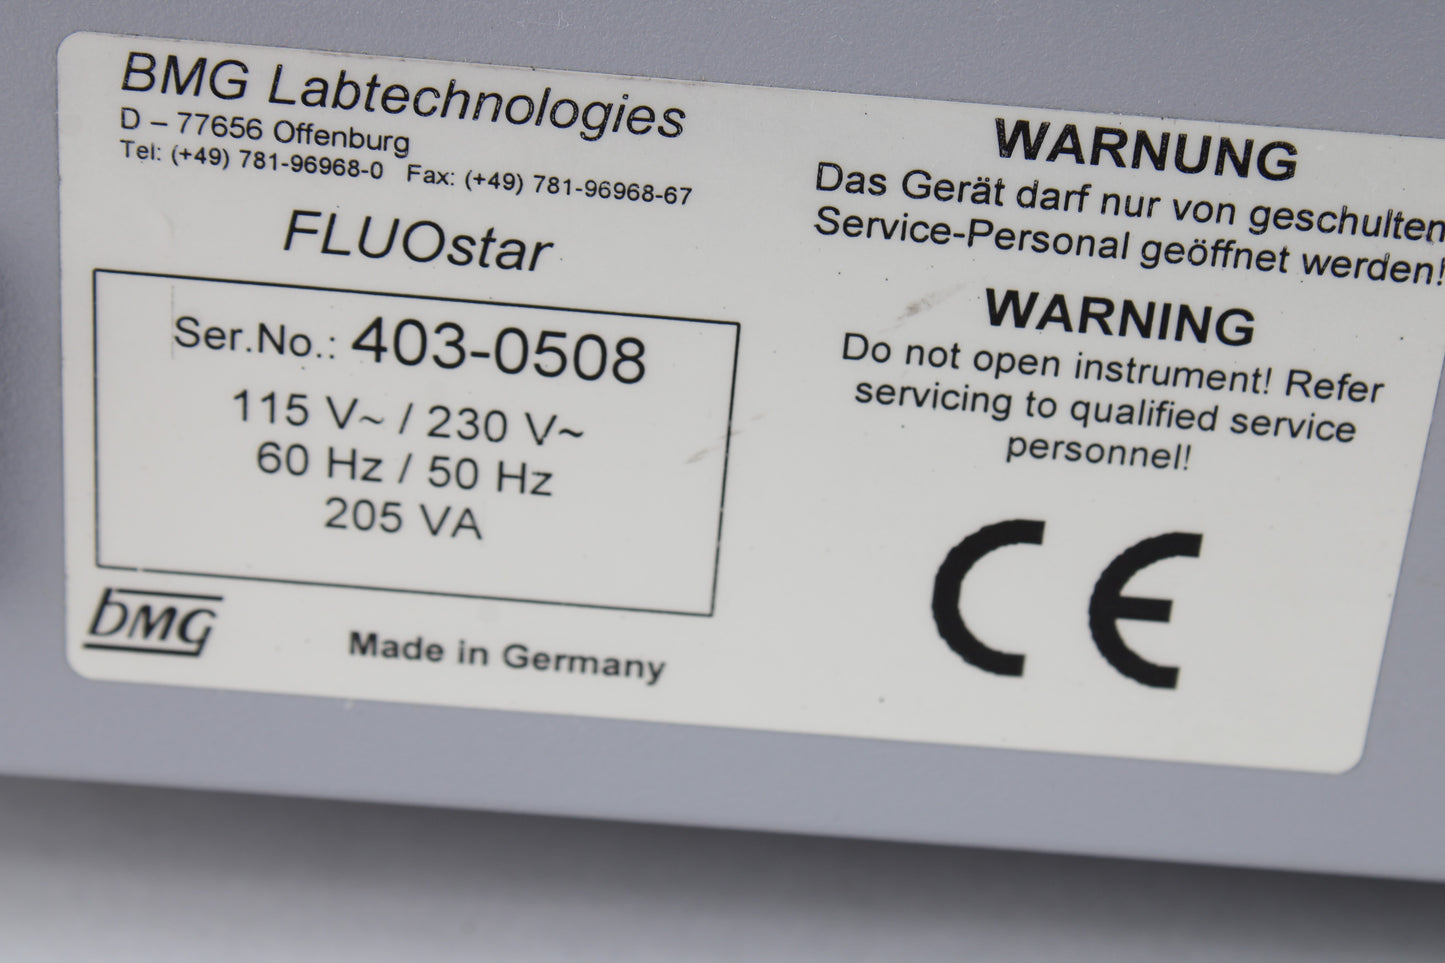 BMG Labtechnologies
D – 77656 Offenburg
Tel: (+49) 781-96968-0 Fax: (+49) 781-96968-67
FLUOstar
Ser.No.: 403-0508
115 V~ / 230 V~
60 Hz / 50 Hz
205 VA
bMG
Made in Germany
WARNUNG
Das Gerät darf nur von geschulten
Service-Personal geöffnet werden!
WARNING
Do not open instrument! Refer
servicing to qualified service
personnel!
CE